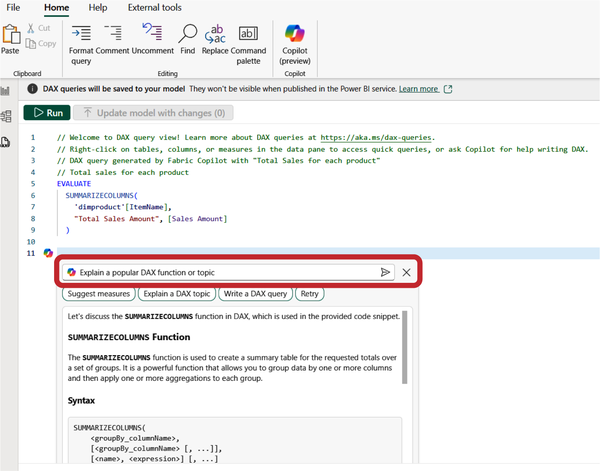 File Home Help External tools
Paste
Cut
Copy
Clipboard
Format query
Comment
Uncomment
Find
Replace
Command palette
Editing
Copilot (preview)
Copilot
DAX queries will be saved to your model They won't be visible when published in the Power BI service. Learn more
Run
Update model with changes (0)
1 // Welcome to DAX query view! Learn more about DAX queries at https://aka.ms/dax-queries.
2 // Right-click on tables, columns, or measures in the data pane to access quick queries, or ask Copilot for help writing DAX.
3 // DAX query generated by Fabric Copilot with "Total Sales for each product"
4 // Total sales for each product
5 EVALUATE
6 SUMMARIZECOLUMNS(
7 'dimproduct'[ItemName],
8 "Total Sales Amount", [Sales Amount]
9 )
10
11
Explain a popular DAX function or topic
Suggest measures Explain a DAX topic Write a DAX query Retry
Let's discuss the SUMMARIZECOLUMNS function in DAX, which is used in the provided code snippet.
SUMMARIZECOLUMNS Function
The SUMMARIZECOLUMNS function is used to create a summary table for the requested totals over
a set of groups. It is a powerful function that allows you to group data by one or more columns
and then apply one or more aggregations to each group.
Syntax
SUMMARIZECOLUMNS(
<groupBy_columnName>,
[<groupBy_columnName> [, ...]],
[<name>, <expression>] [, ...]